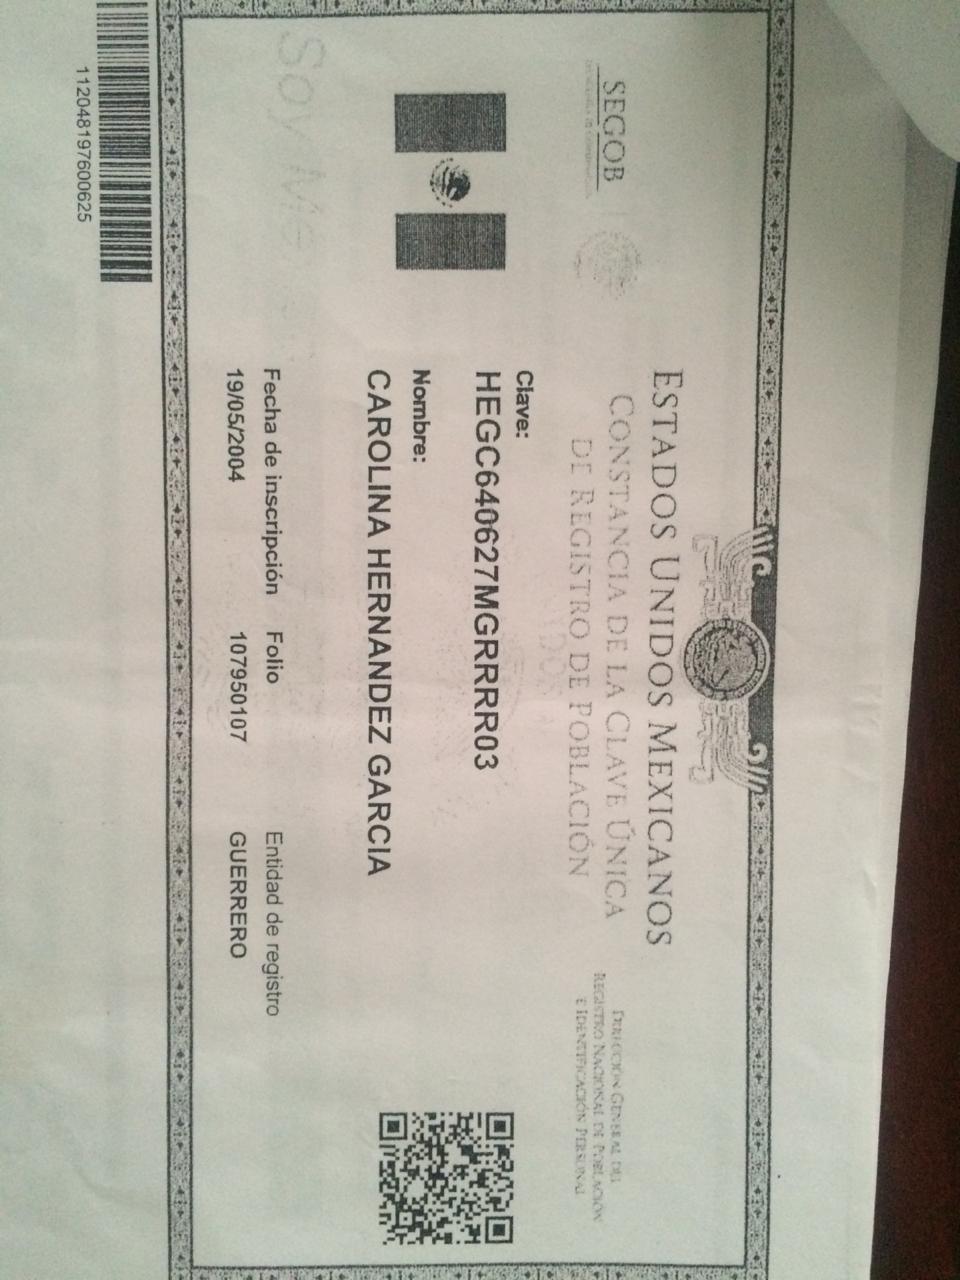 ESTADOS UNIDOS MEXICANOS
CONSTANCIA DE LA CLAVE ÚNICA
DE REGISTRO DE POBLACIÓN
SEGOB
DIRECCIÓN GENERAL DEL
REGISTRO NACIONAL DE POBLACIÓN
E IDENTIFICACIÓN PERSONAL
Clave:
HEGC640627MGRRRR03
Nombre:
CAROLINA HERNANDEZ GARCIA
Soy Me
Fecha de inscripción Folio Entidad de registro
19/05/2004 107950107 GUERRERO
112048197600625